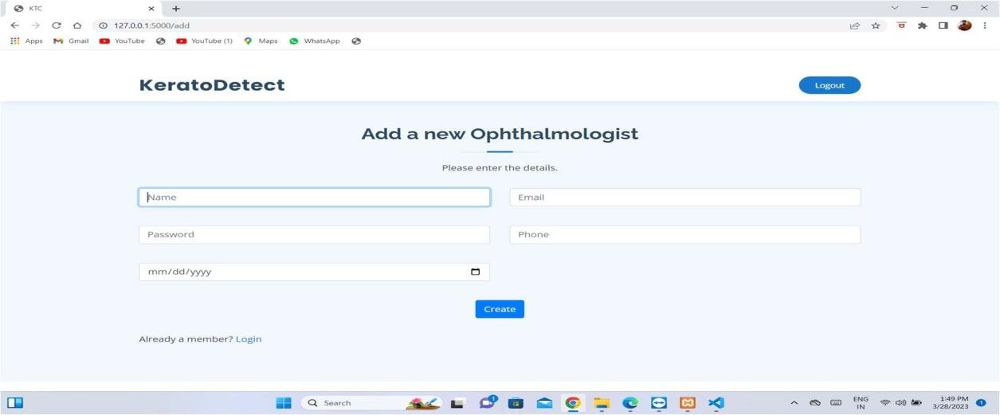 KTC
127.0.0.1:5000/add
Apps Gmail YouTube YouTube (1) Maps WhatsApp
KeratoDetect
Logout
Add a new Ophthalmologist
Please enter the details.
Name
Email
Password
Phone
mm/dd/yyyy
Create
Already a member? Login
Search
1
ENG
IN
1:49 PM
3/28/2023
1